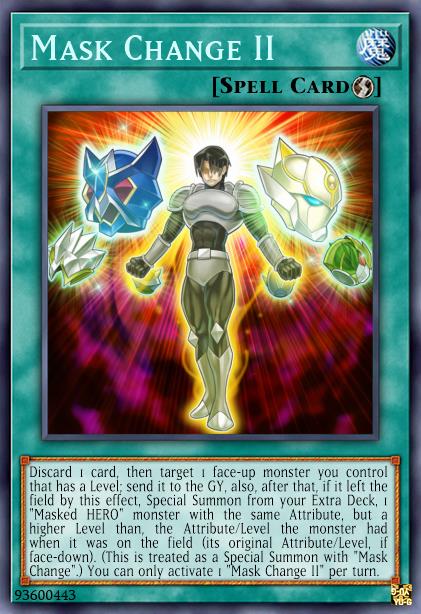 MASK CHANGE II
魔
[SPELL CARD]
Discard 1 card, then target 1 face-up monster you control
that has a Level; send it to the GY, also, after that, if it left the
field by this effect, Special Summon from your Extra Deck, 1
"Masked HERO" monster with the same Attribute, but a
higher Level than, the Attribute/Level the monster had
when it was on the field (its original Attribute/Level, if
face-down). (This is treated as a Special Summon with "Mask
Change".) You can only activate 1 "Mask Change II" per turn.
93600443